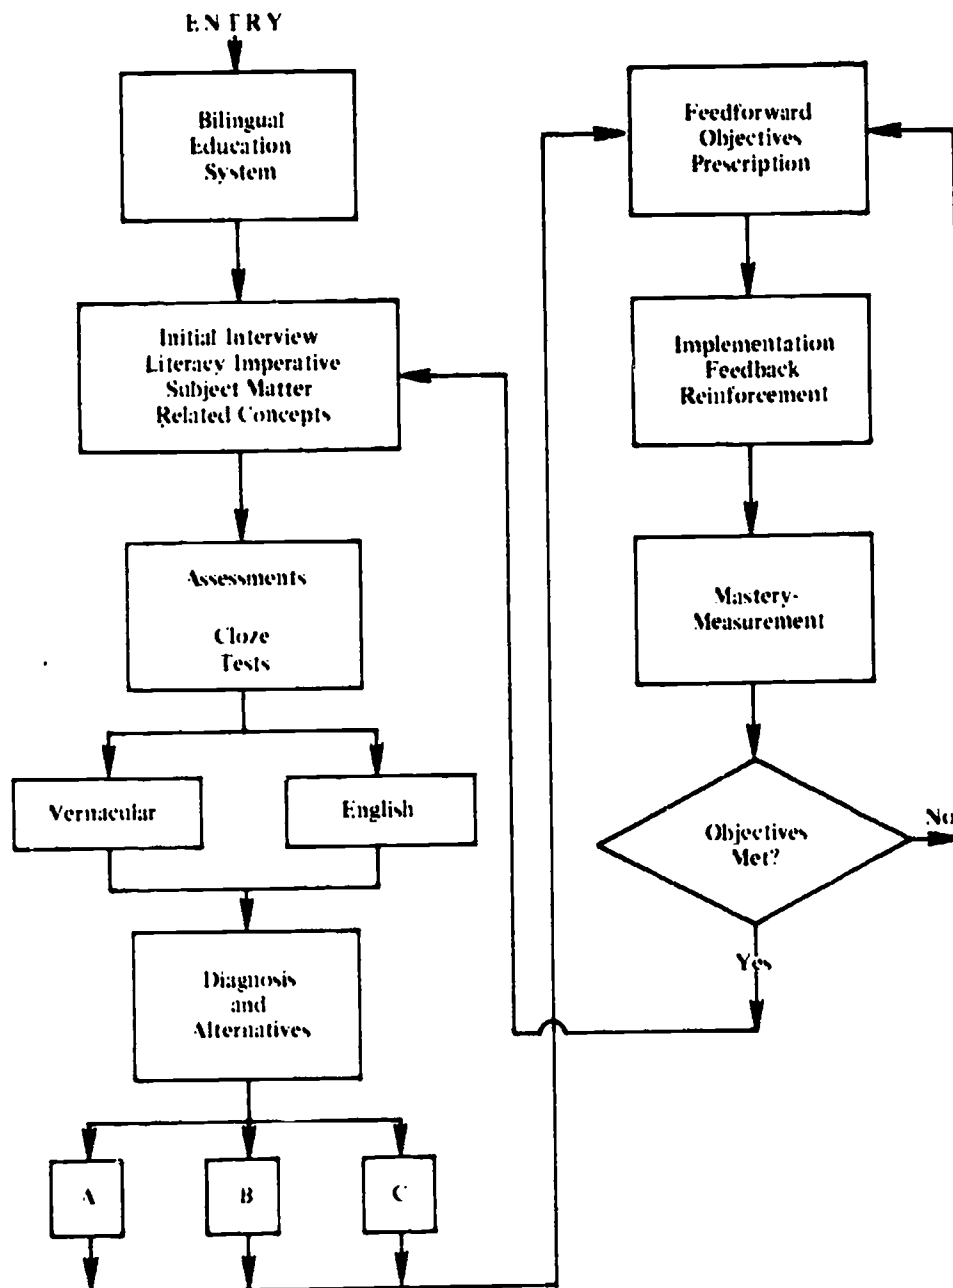 ENTRY
Bilingual
Education
System
Initial Interview
Literacy Imperative
Subject Matter
Related Concepts
Assessments
Cloze
Tests
Vernacular
English
Diagnosis
and
Alternatives
A
B
C
Feedforward
Objectives
Prescription
Implementation
Feedback
Reinforcement
Mastery-
Measurement
Objectives
Met?
No
Yes